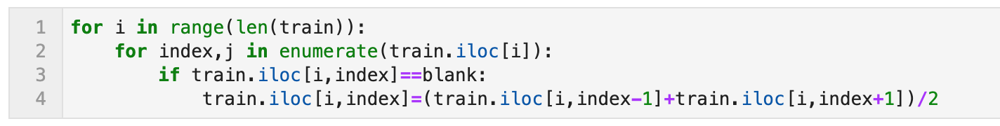 1 for i in range(len(train)):
2     for index,j in enumerate(train.iloc[i]):
3         if train.iloc[i,index]==blank:
4             train.iloc[i,index]=(train.iloc[i,index-1]+train.iloc[i,index+1])/2